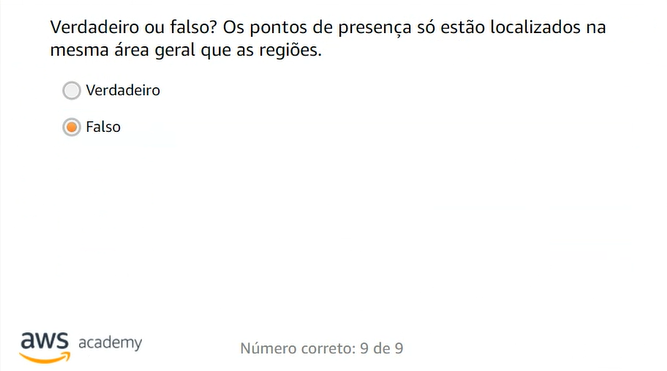 Verdadeiro ou falso? Os pontos de presença só estão localizados na
mesma área geral que as regiões.
Verdadeiro
Falso
aws academy
Número correto: 9 de 9